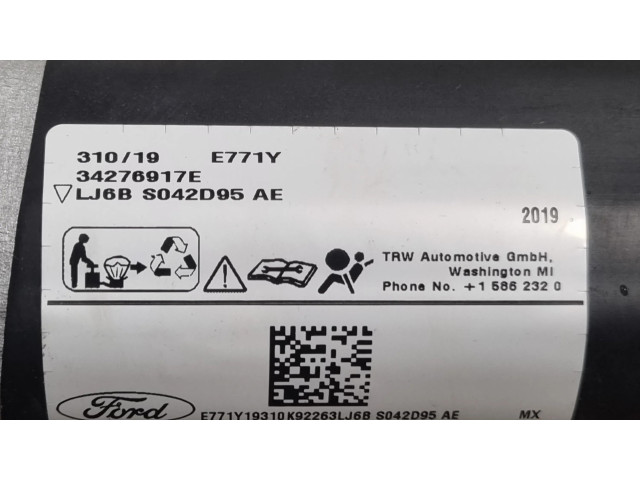 310/19 E771Y
34276917E
LJ6B S042D95 AE
2019
TRW Automotive GmbH,
Washington MI
Phone No. +1 586 232 0
Ford
E771Y19310K92263LJ6B S042D95 AE MX